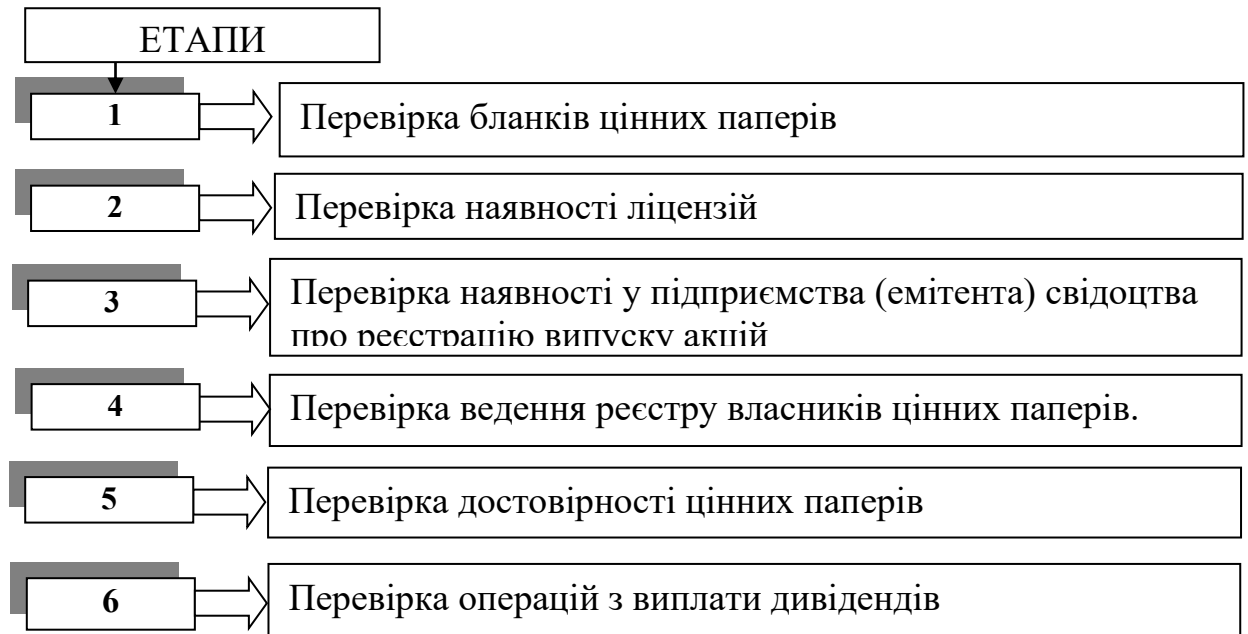 ЕТАПИ
1
Перевірка бланків цінних паперів
2
Перевірка наявності ліцензій
3
Перевірка наявності у підприємства (емітента) свідоцтва
про реєстрацію випуску акцій
4
Перевірка ведення реєстру власників цінних паперів.
5
Перевірка достовірності цінних паперів
6
Перевірка операцій з виплати дивідендів